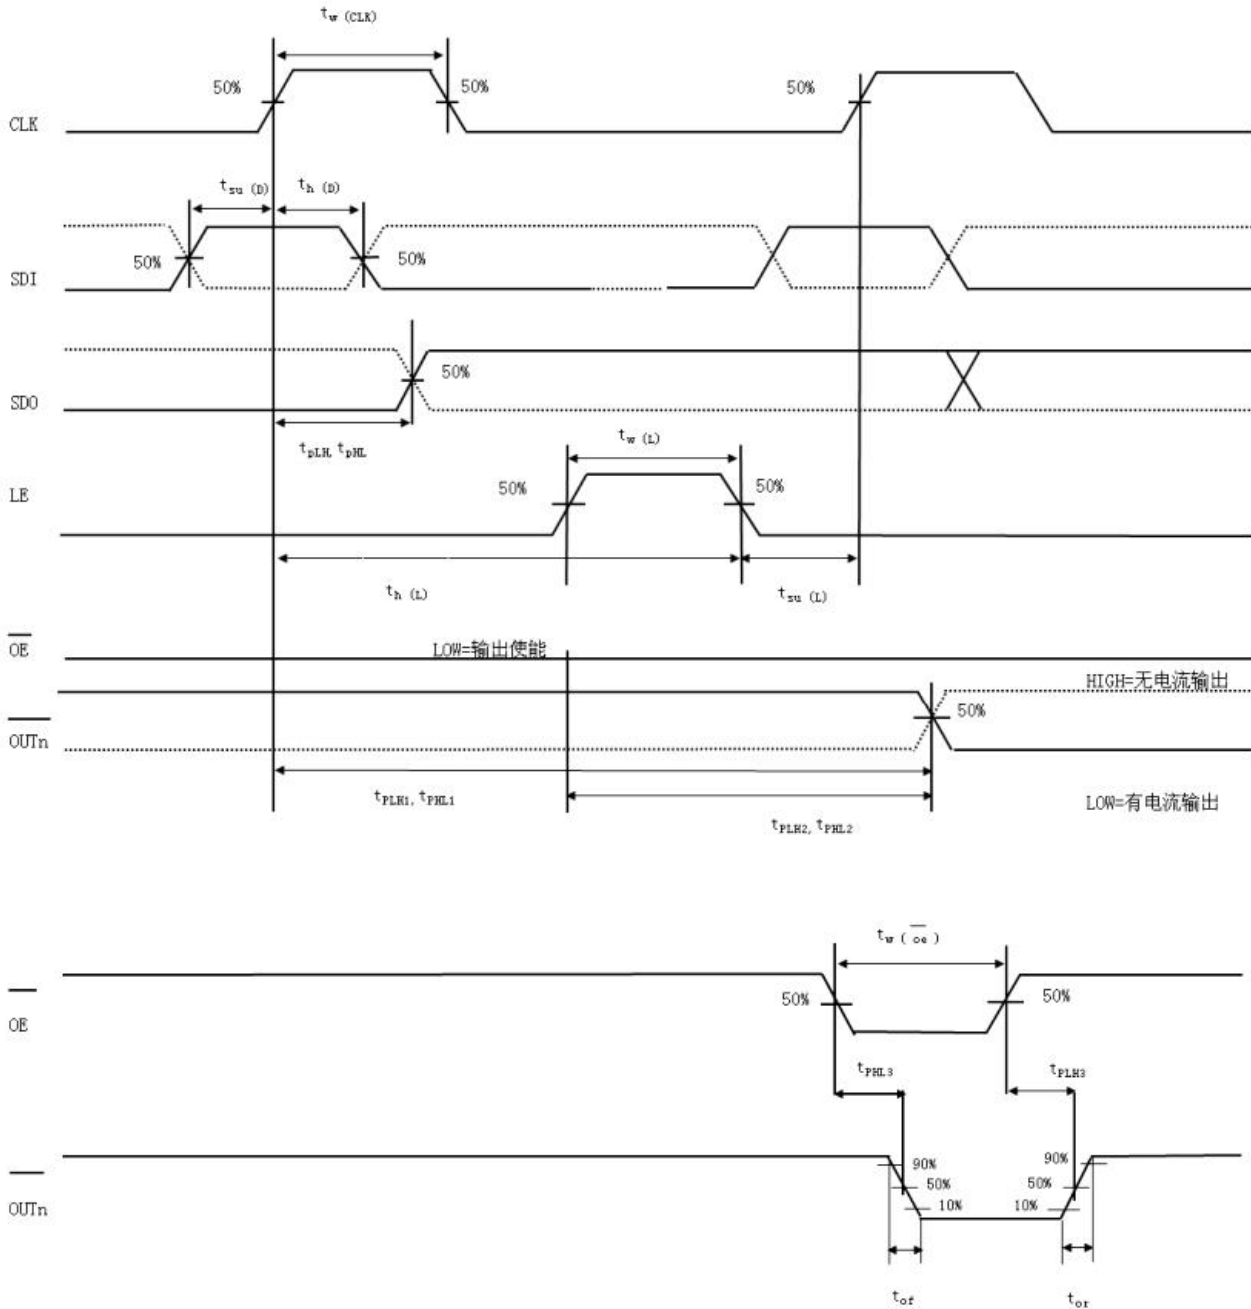 tw (CLK)
50% 50% 50%
CLK
tsu (D) th (D)
50% 50%
SDI
50%
SDO
tpLH, tpHL
tw (L)
50% 50%
LE
th (L) tsu (L)
OE
LOW=输出使能
HIGH=无电流输出
50%
OUTn
tPLH1, tPHL1
LOW=有电流输出
tPLH2, tPHL2
tw ( oe )
50% 50%
OE
tPHL3 tPLH3
90% 90%
50% 50%
10% 10%
OUTn
tof tor